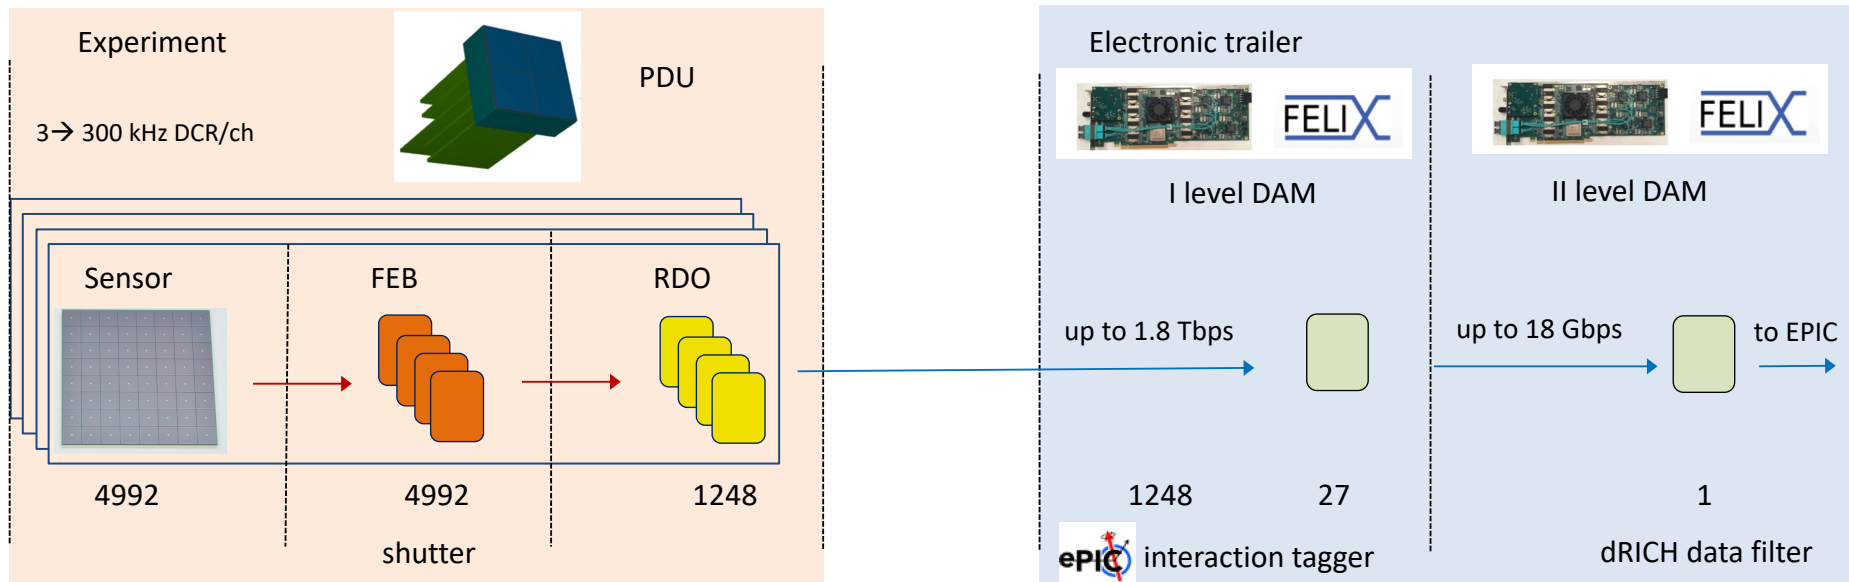 Experiment
PDU
3→ 300 kHz DCR/ch
Sensor
FEB
RDO
4992
4992
1248
shutter
Electronic trailer
FELIX
FELIX
I level DAM
II level DAM
up to 1.8 Tbps
up to 18 Gbps
to EPIC
1248
27
1
ePIC interaction tagger
dRICH data filter